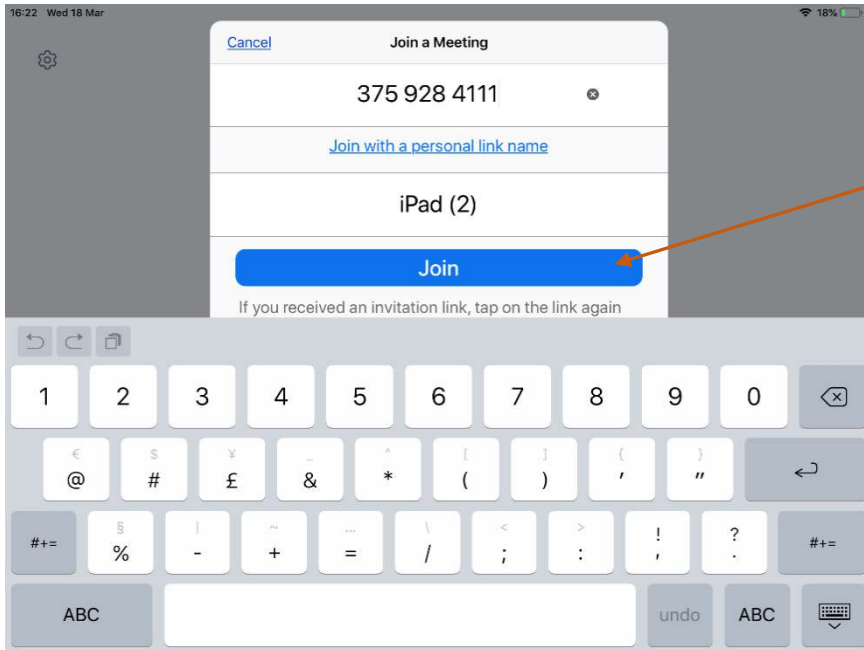 16:22 Wed 18 Mar 18%
Cancel Join a Meeting
375 928 4111
Join with a personal link name
iPad (2)
Join
If you received an invitation link, tap on the link again
1 2 3 4 5 6 7 8 9 0
€ $ ¥ _ ^ [ ] { }
@ # £ & * ( ) ' "
§ | ~ … \ < > ! ?
#+= % - + = / ; : , . #+=
ABC undo ABC